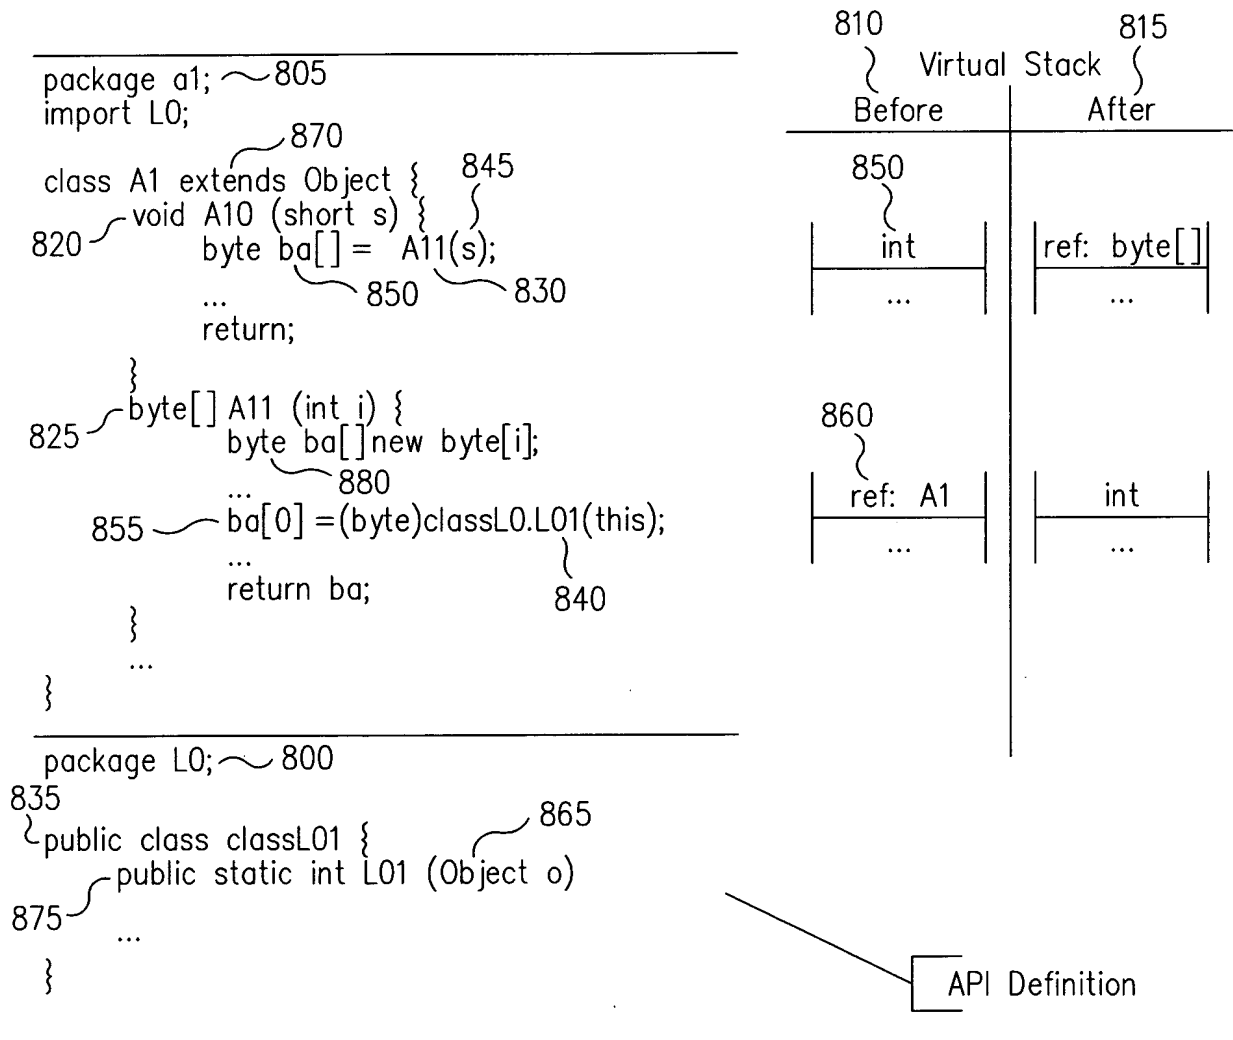 810 815
Virtual Stack
Before After
package a1; 805
import L0;
870
class A1 extends Object { 845
820 void A10 (short s) {
byte ba[] = A11(s);
850 830
...
return;
}
850
int ref: byte[]
... ...
825 byte[] A11 (int i) {
byte ba[]new byte[i];
880
...
855 ba[0] =(byte)classL0.L01(this);
...
return ba; 840
}
...
}
860
ref: A1 int
... ...
package L0; 800
835
public class classL01 { 865
875 public static int L01 (Object o)
...
}
API Definition